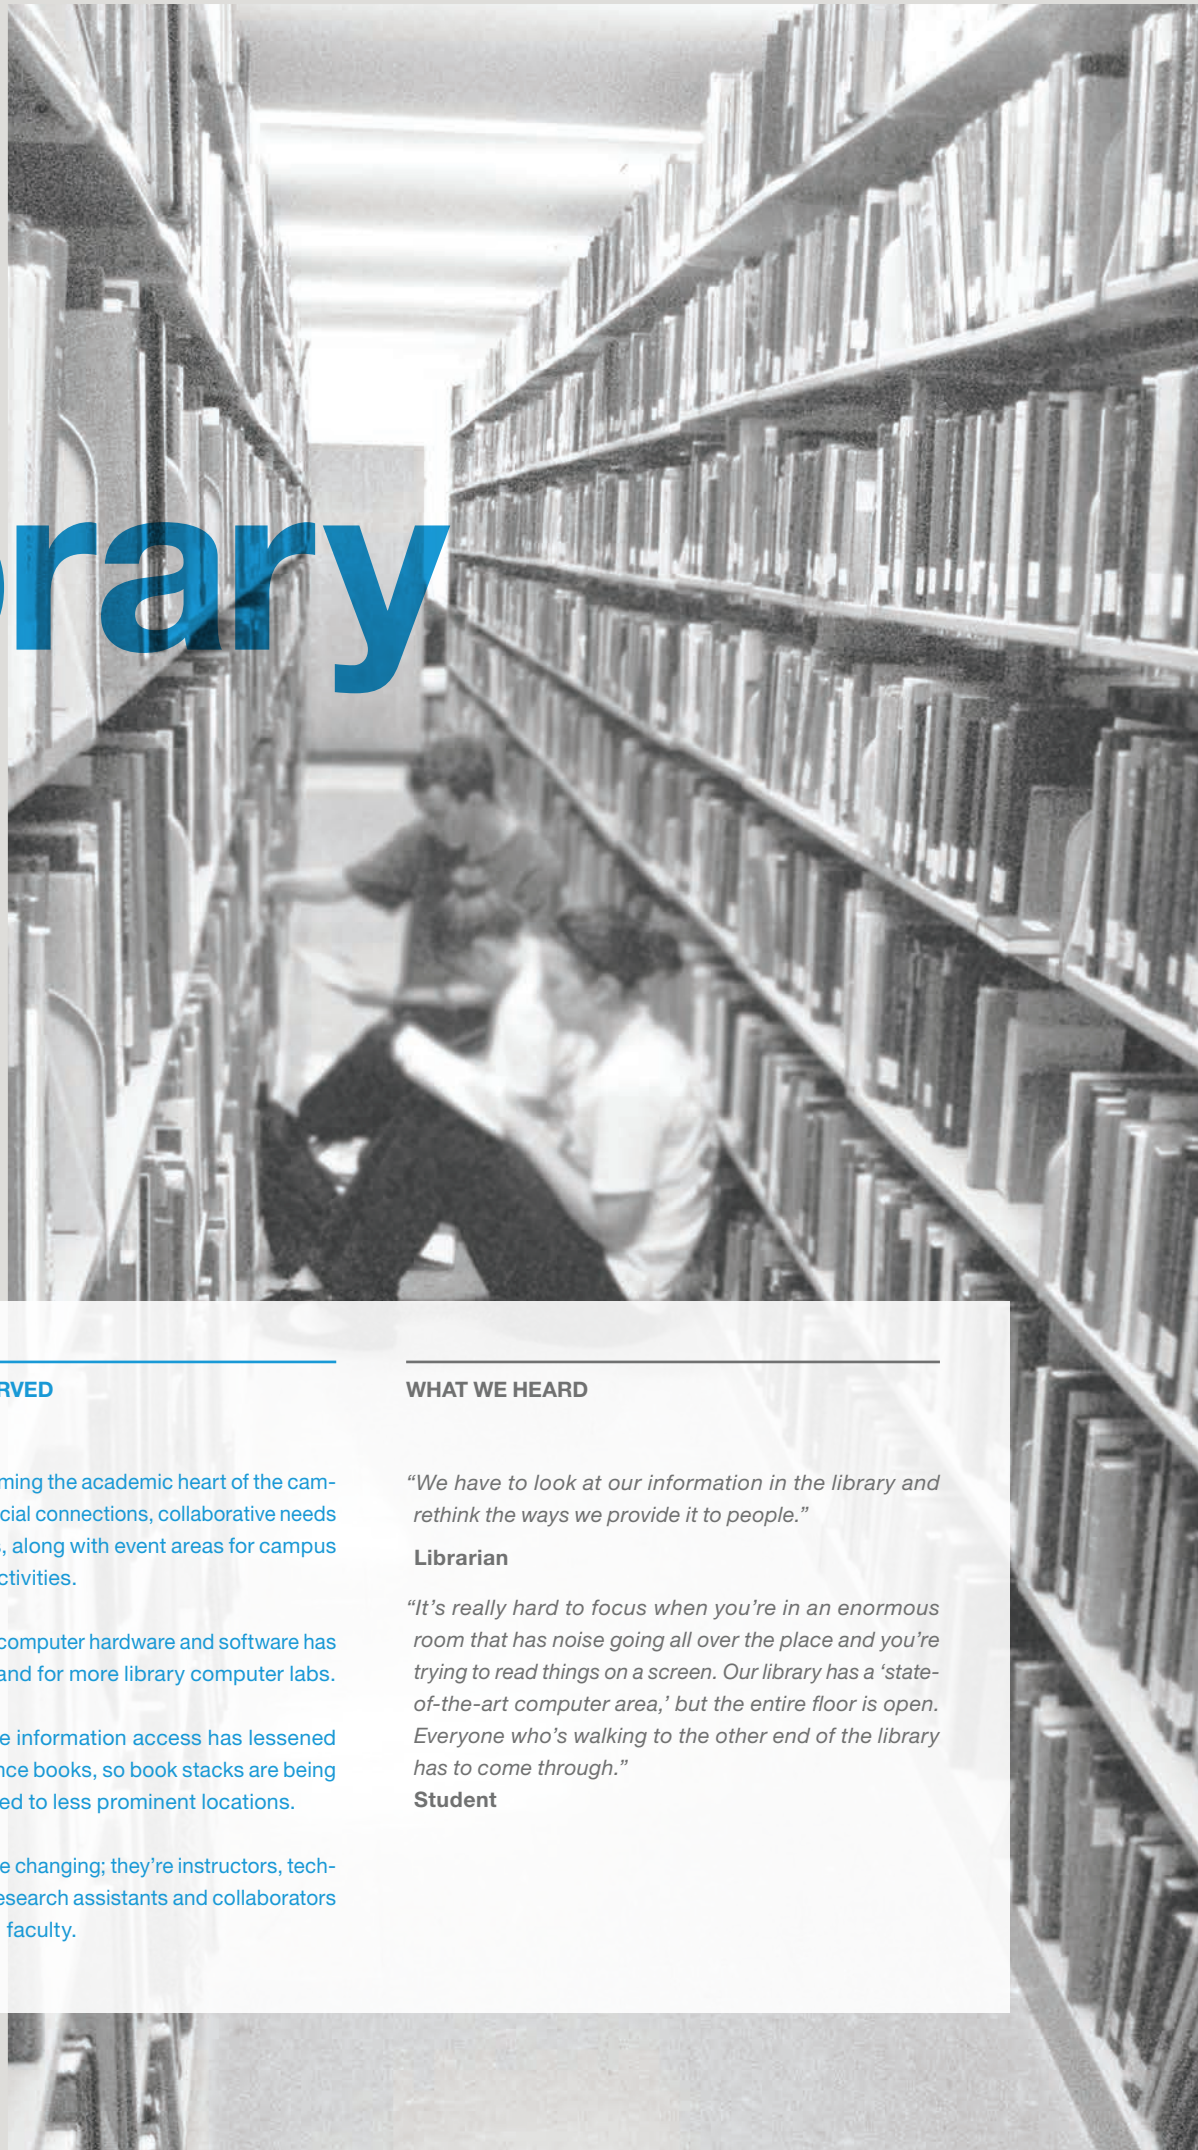 brary
RVED
ming the academic heart of the cam-
cial connections, collaborative needs
, along with event areas for campus
ctivities.
computer hardware and software has
and for more library computer labs.
e information access has lessened
nce books, so book stacks are being
ed to less prominent locations.
e changing; they’re instructors, tech-
esearch assistants and collaborators
faculty.
WHAT WE HEARD
“We have to look at our information in the library and
rethink the ways we provide it to people.”
Librarian
“It’s really hard to focus when you’re in an enormous
room that has noise going all over the place and you’re
trying to read things on a screen. Our library has a ‘state-
of-the-art computer area,’ but the entire floor is open.
Everyone who’s walking to the other end of the library
has to come through.”
Student